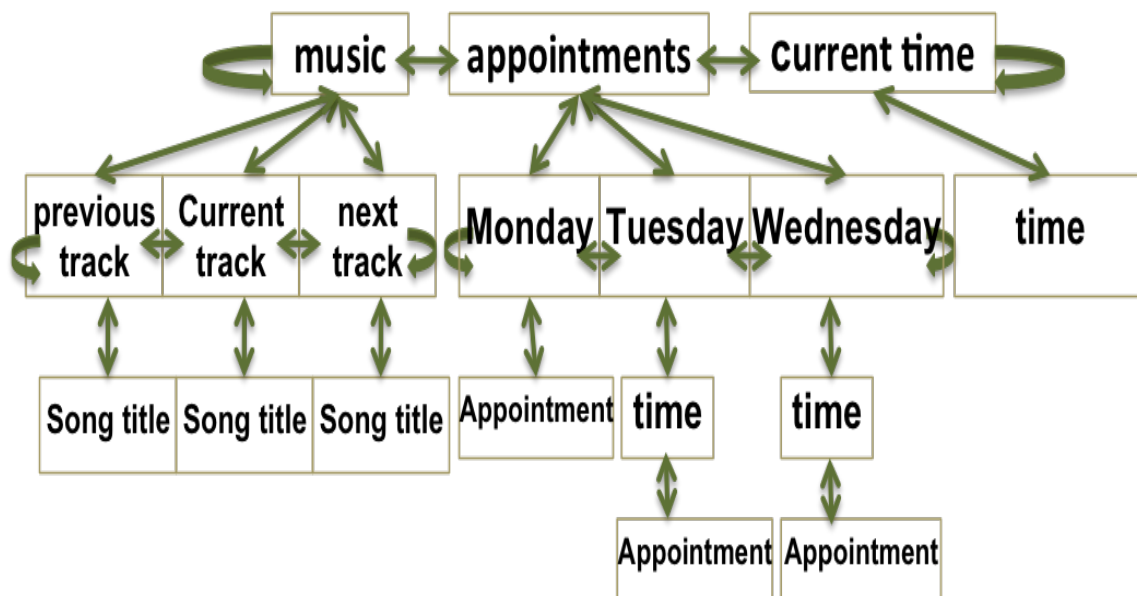 music
appointments
current time
previous
track
Current
track
next
track
Monday
Tuesday
Wednesday
time
Song title
Song title
Song title
Appointment
time
time
Appointment
Appointment